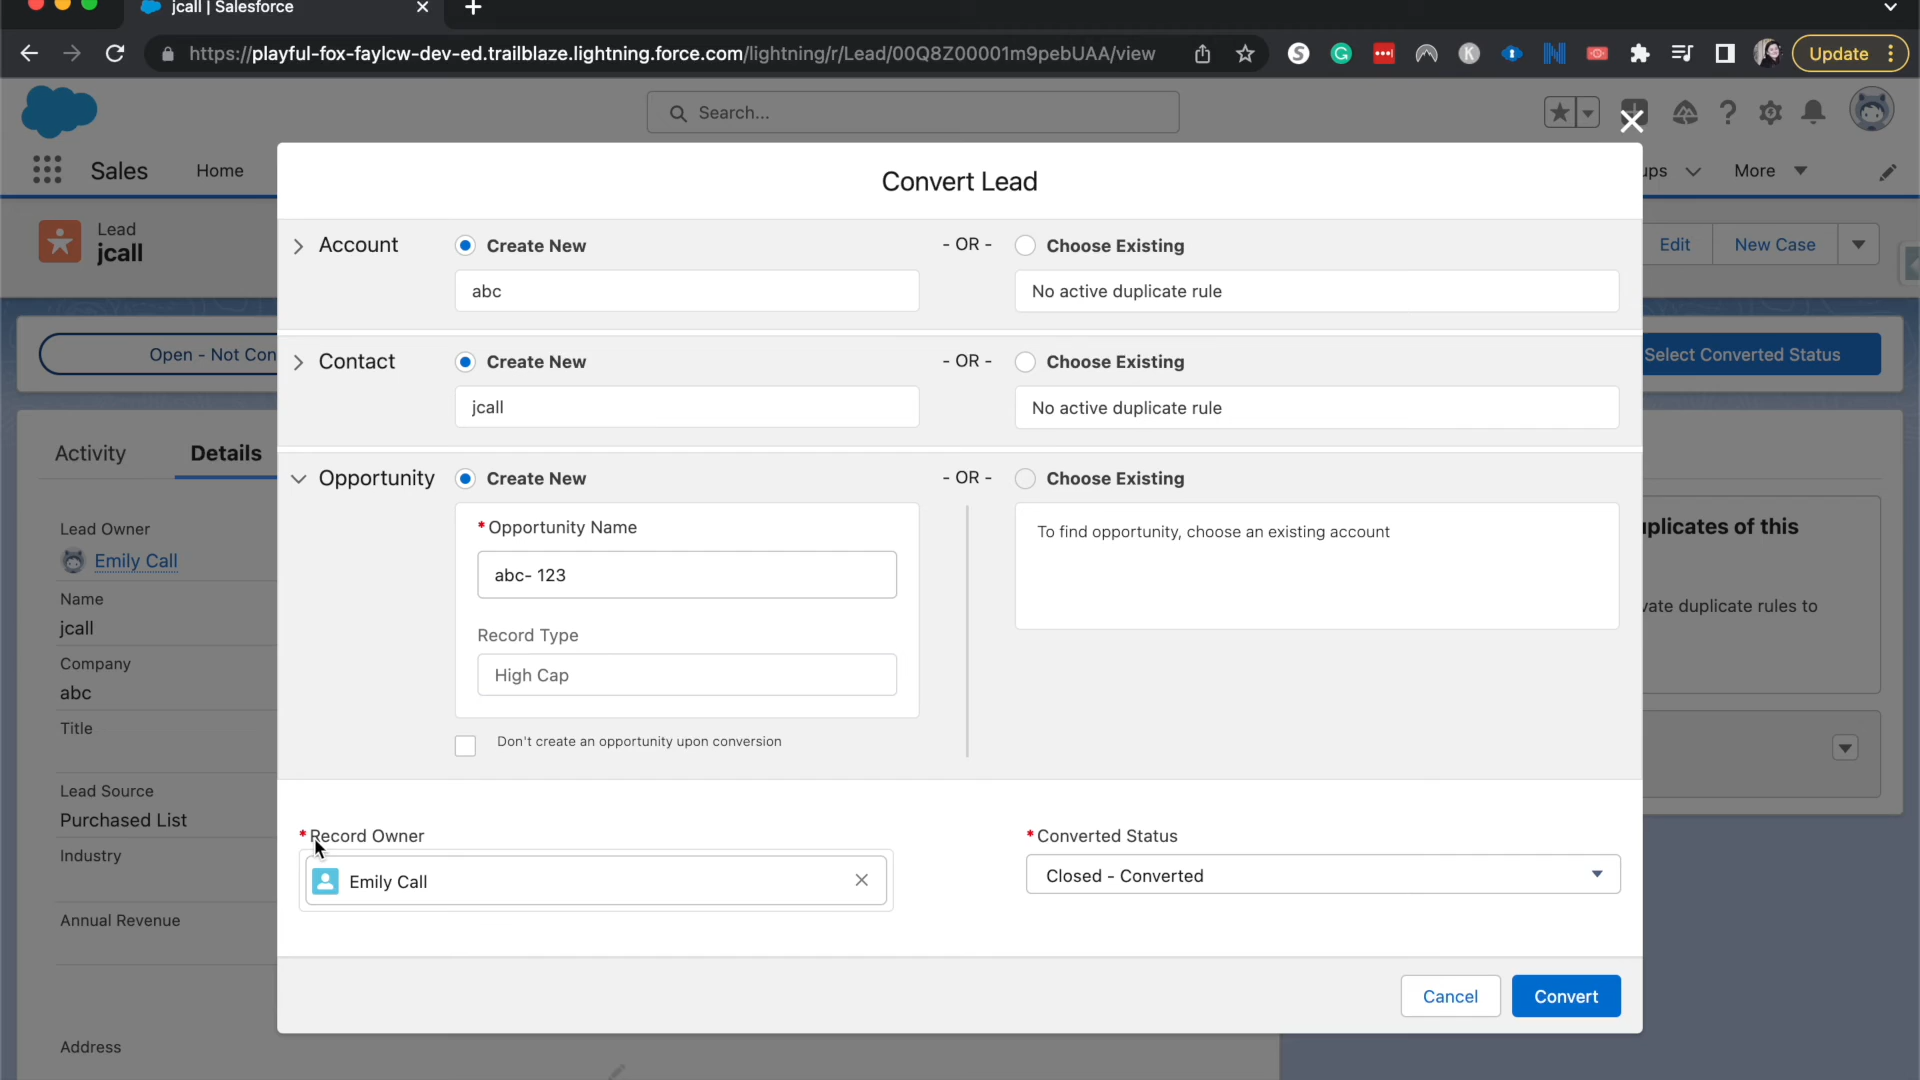 jcall | Salesforce
https://playful-fox-faylcw-dev-ed.trailblaze.lightning.force.com/lightning/r/Lead/00Q8Z00001m9pebUAA/view
Update
Search...
Sales
Home
ups
More
Convert Lead
Lead
jcall
Edit
New Case
Account
Create New
- OR -
Choose Existing
abc
No active duplicate rule
Open - Not Con
Select Converted Status
Contact
Create New
- OR -
Choose Existing
jcall
No active duplicate rule
Activity
Details
Opportunity
Create New
- OR -
Choose Existing
*Opportunity Name
abc- 123
To find opportunity, choose an existing account
Record Type
High Cap
Don't create an opportunity upon conversion
Lead Owner
Emily Call
Name
jcall
Company
abc
Title
Lead Source
Purchased List
Industry
Annual Revenue
Address
uplicates of this
vate duplicate rules to
*Record Owner
Emily Call
*Converted Status
Closed - Converted
Cancel
Convert